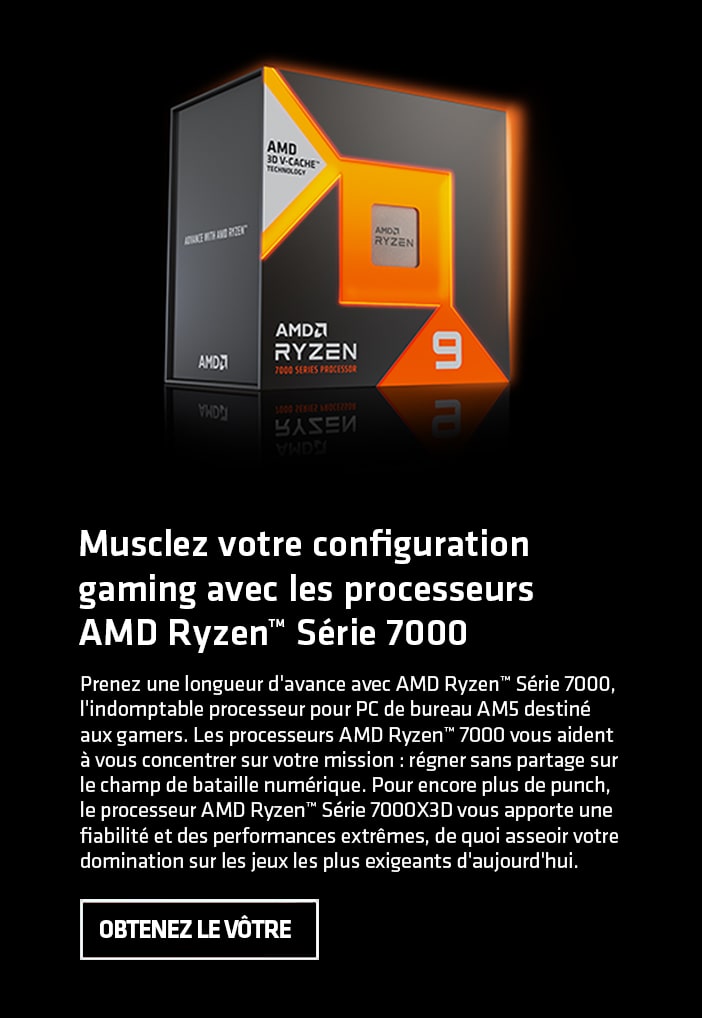 AMD
3D V-CACHE™
TECHNOLOGY
ADVANCE WITH AMD RYZEN™
AMD
RYZEN
AMD
RYZEN
7000 SERIES PROCESSOR
9
AMD
Musclez votre configuration
gaming avec les processeurs
AMD Ryzen™ Série 7000
Prenez une longueur d'avance avec AMD Ryzen™ Série 7000,
l'indomptable processeur pour PC de bureau AM5 destiné
aux gamers. Les processeurs AMD Ryzen™ 7000 vous aident
à vous concentrer sur votre mission : régner sans partage sur
le champ de bataille numérique. Pour encore plus de punch,
le processeur AMD Ryzen™ Série 7000X3D vous apporte une
fiabilité et des performances extrêmes, de quoi asseoir votre
domination sur les jeux les plus exigeants d'aujourd'hui.
OBTENEZ LE VÔTRE